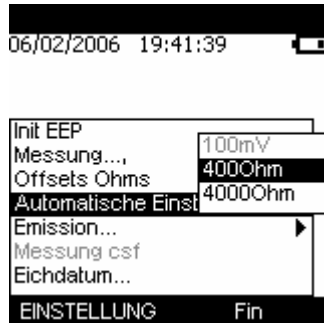 06/02/2006 19:41:39
Init EEP
Messung...,
Offsets Ohms
Automatische Einst
Emission...
Messung csf
Eichdatum...
100mV
400Ohm
4000Ohm
EINSTELLUNG Fin